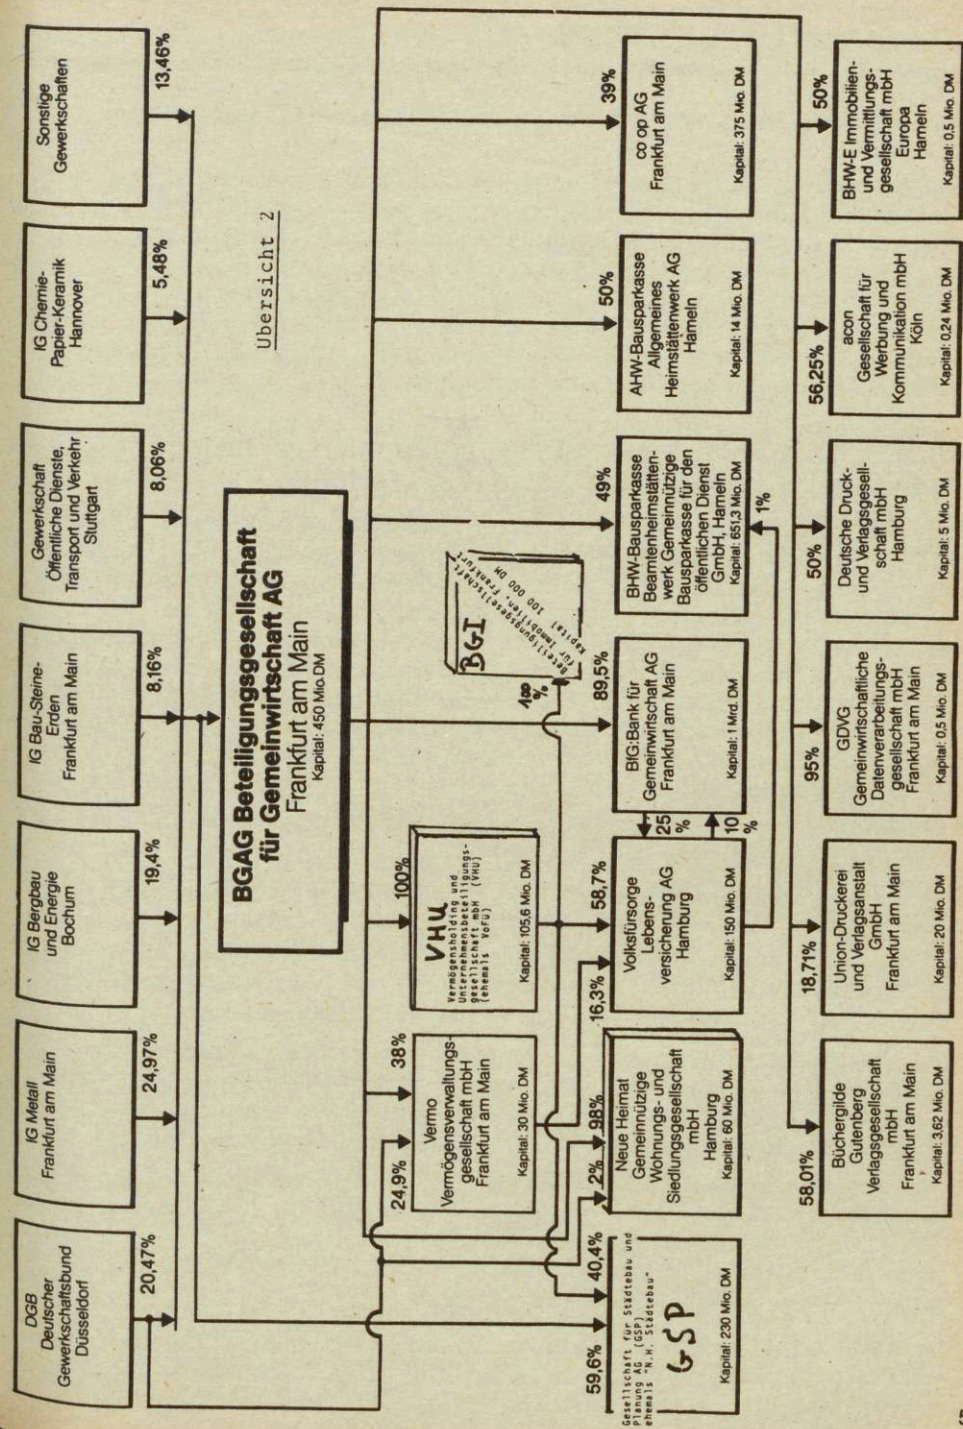 DGB
Deutscher
Gewerkschaftsbund
Düsseldorf
20,47%
IG Metall
Frankfurt am Main
24,97%
IG Bergbau
und Energie
Bochum
19,4%
IG Bau-Steine-
Erden
Frankfurt am Main
8,16%
Gewerkschaft
Öffentliche Dienste,
Transport und Verkehr
Stuttgart
8,06%
IG Chemie-
Papier-Keramik
Hannover
5,48%
Sonstige
Gewerkschaften
13,46%
Ubersicht 2
BGAG Beteiligungsgesellschaft
für Gemeinwirtschaft AG
Frankfurt am Main
Kapital: 450 Mio.DM
24,9%
38%
Vermo
Vermögensverwaltungs-
gesellschaft mbH
Frankfurt am Main
Kapital: 30 Mio. DM
100%
VHU
Vermögensholding und
Unternehmensbeteiligungs-
gesellschaft mbH (VHU)
(ehemals VoFü)
Kapital: 105,6 Mio. DM
100
%
BGI
Beteiligungsgesellschaft
für Immobilien, Frankfurt
Kapital 100 000 DM
59,6%
40,4%
Gesellschaft für Städtebau und
Planung AG (GSP)
ehemals "N.H. Städtebau"
GSP
Kapital: 230 Mio. DM
2%
98%
Neue Heimat
Gemeinnützige
Wohnungs- und
Siedlungsgesellschaft
mbH
Hamburg
Kapital: 60 Mio. DM
16,3%
58,7%
Volksfürsorge
Lebens-
versicherung AG
Hamburg
Kapital: 150 Mio. DM
25
%
10
%
89,5%
BfG:Bank für
Gemeinwirtschaft AG
Frankfurt am Main
Kapital: 1 Mrd. DM
49%
BHW-Bausparkasse
Beamtenheimstätten-
werk Gemeinnützige
Bausparkasse für den
öffentlichen Dienst
GmbH, Hameln
Kapital: 651,3 Mio. DM
1%
50%
AHW-Bausparkasse
Allgemeines
Heimstättenwerk AG
Hameln
Kapital: 14 Mio. DM
39%
co op AG
Frankfurt am Main
Kapital: 375 Mio. DM
58,01%
Büchergilde
Gutenberg
Verlagsgesellschaft
mbH
Frankfurt am Main
Kapital: 3,62 Mio. DM
18,71%
Union-Druckerei
und Verlagsanstalt
GmbH
Frankfurt am Main
Kapital: 20 Mio. DM
95%
GDVG
Gemeinwirtschaftliche
Datenverarbeitungs-
gesellschaft mbH
Frankfurt am Main
Kapital: 0,5 Mio. DM
50%
Deutsche Druck-
und Verlagsgesell-
schaft mbH
Hamburg
Kapital: 5 Mio. DM
56,25%
acon
Gesellschaft für
Werbung und
Kommunikation mbH
Köln
Kapital: 0,24 Mio. DM
50%
BHW-E Immobilien-
und Vermittlungs-
gesellschaft mbH
Europa
Hameln
Kapital: 0,5 Mio. DM